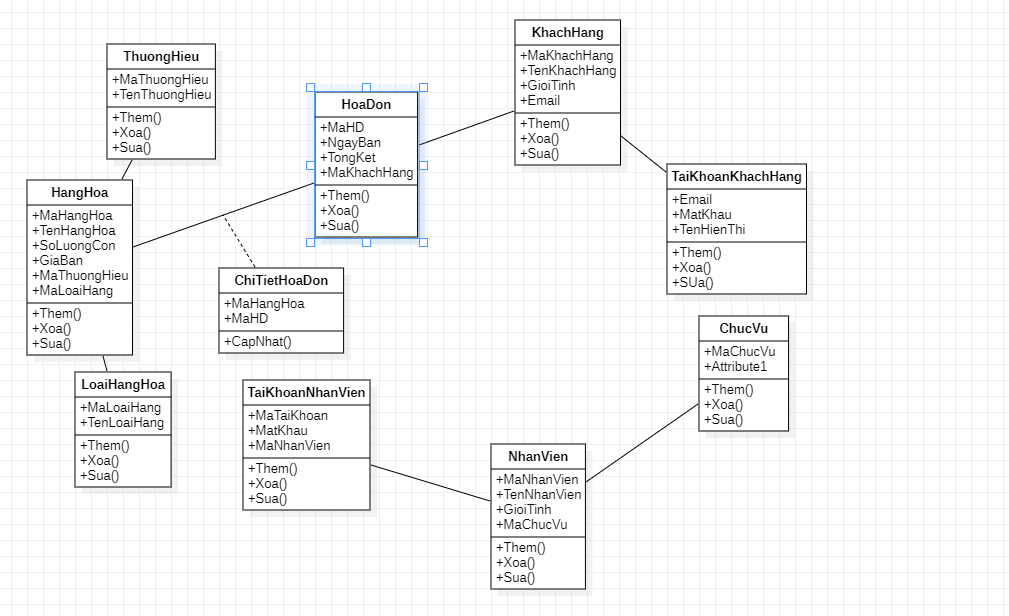 ThuongHieu
+MaThuongHieu
+TenThuongHieu
+Them()
+Xoa()
+Sua()
HangHoa
+MaHangHoa
+TenHangHoa
+SoLuongCon
+GiaBan
+MaThuongHieu
+MaLoaiHang
+Them()
+Xoa()
+Sua()
LoaiHangHoa
+MaLoaiHang
+TenLoaiHang
+Them()
+Xoa()
+Sua()
HoaDon
+MaHD
+NgayBan
+TongKet
+MaKhachHang
+Them()
+Xoa()
+Sua()
ChiTietHoaDon
+MaHangHoa
+MaHD
+CapNhat()
KhachHang
+MaKhachHang
+TenKhachHang
+GioiTinh
+Email
+Them()
+Xoa()
+Sua()
TaiKhoanKhachHang
+Email
+MatKhau
+TenHienThi
+Them()
+Xoa()
+SUa()
TaiKhoanNhanVien
+MaTaiKhoan
+MatKhau
+MaNhanVien
+Them()
+Xoa()
+Sua()
NhanVien
+MaNhanVien
+TenNhanVien
+GioiTinh
+MaChucVu
+Them()
+Xoa()
+Sua()
ChucVu
+MaChucVu
+Attribute1
+Them()
+Xoa()
+Sua()